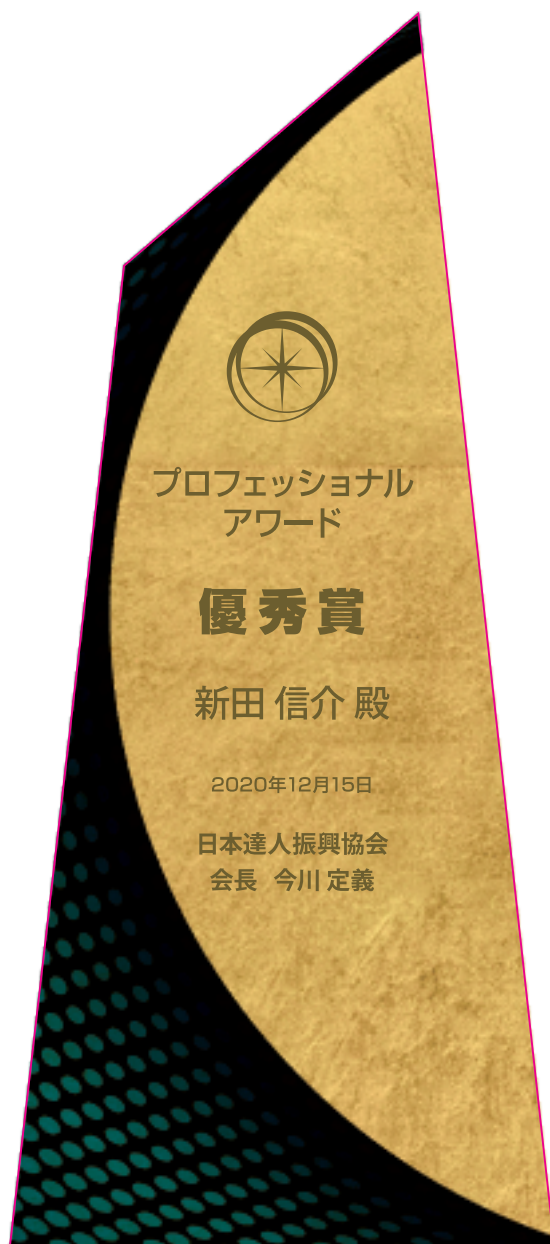 プロフェッショナル
アワード
優秀賞
新田 信介 殿
2020年12月15日
日本達人振興協会
会長 今川 定義